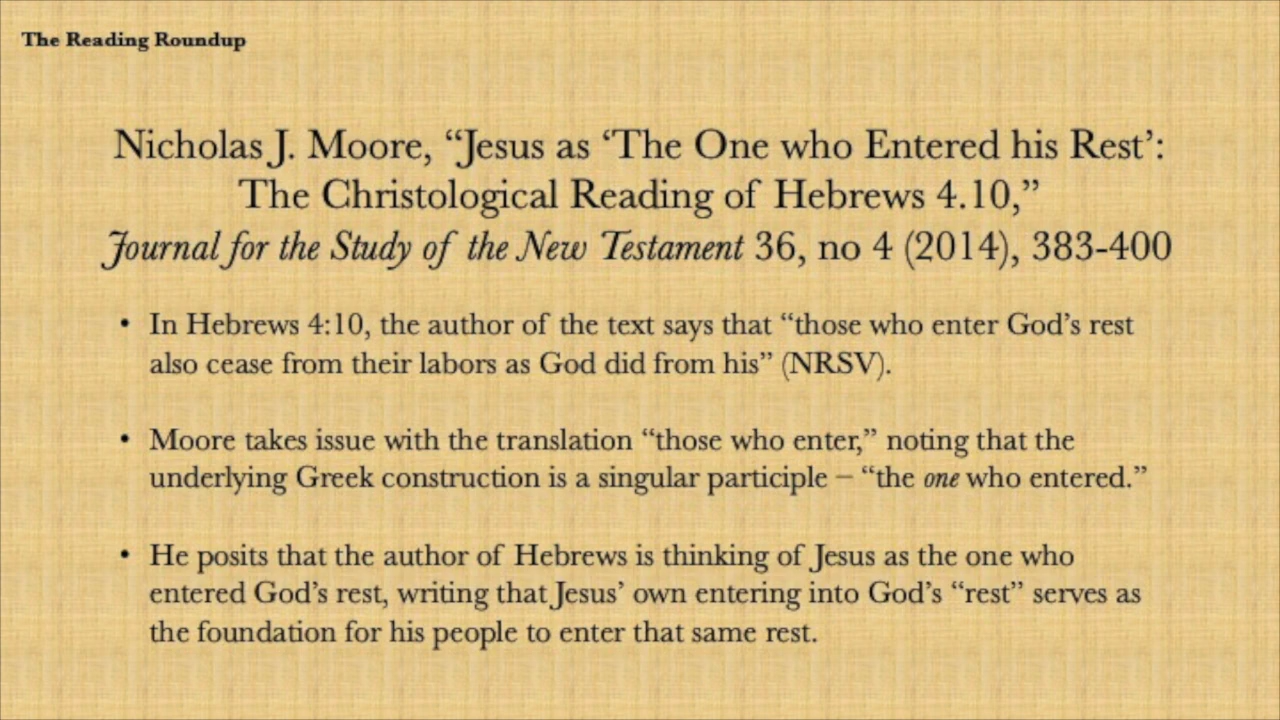 The Reading Roundup
Nicholas J. Moore, “Jesus as ‘The One who Entered his Rest’:
The Christological Reading of Hebrews 4.10,”
Journal for the Study of the New Testament 36, no 4 (2014), 383-400
• In Hebrews 4:10, the author of the text says that “those who enter God’s rest
also cease from their labors as God did from his” (NRSV).
• Moore takes issue with the translation “those who enter,” noting that the
underlying Greek construction is a singular participle – “the one who entered.”
• He posits that the author of Hebrews is thinking of Jesus as the one who
entered God’s rest, writing that Jesus’ own entering into God’s “rest” serves as
the foundation for his people to enter that same rest.